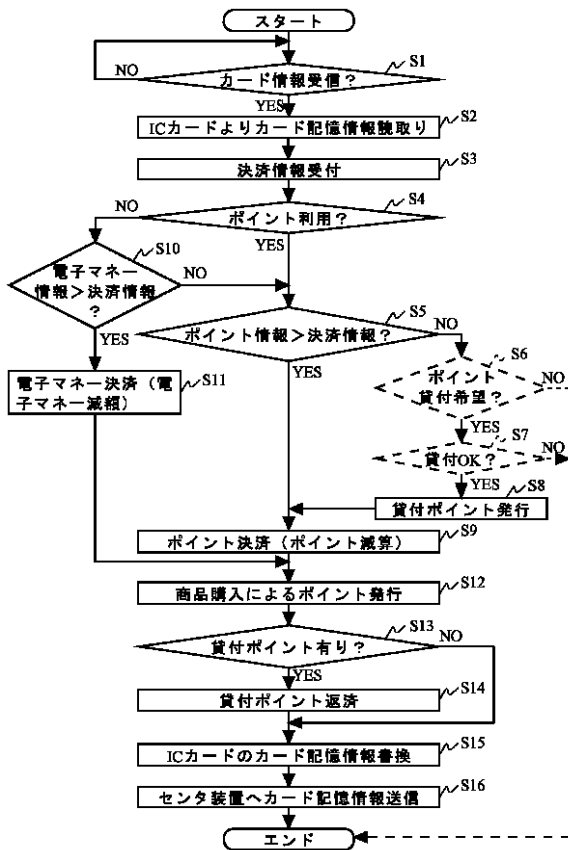 スタート
S1
カード情報受信？
NO
YES
S2
ICカードよりカード記憶情報読取り
S3
決済情報受付
S4
NO
ポイント利用？
YES
S10
電子マネー
情報＞決済情報
？
NO
YES
S5
ポイント情報＞決済情報？
NO
YES
S6
ポイント
貸付希望？
NO
YES
S11
電子マネー決済（電
子マネー減額）
S7
貸付OK？
NO
YES
S8
貸付ポイント発行
S9
ポイント決済（ポイント減算）
S12
商品購入によるポイント発行
S13
貸付ポイント有り？
NO
YES
S14
貸付ポイント返済
S15
ICカードのカード記憶情報書換
S16
センタ装置へカード記憶情報送信
エンド